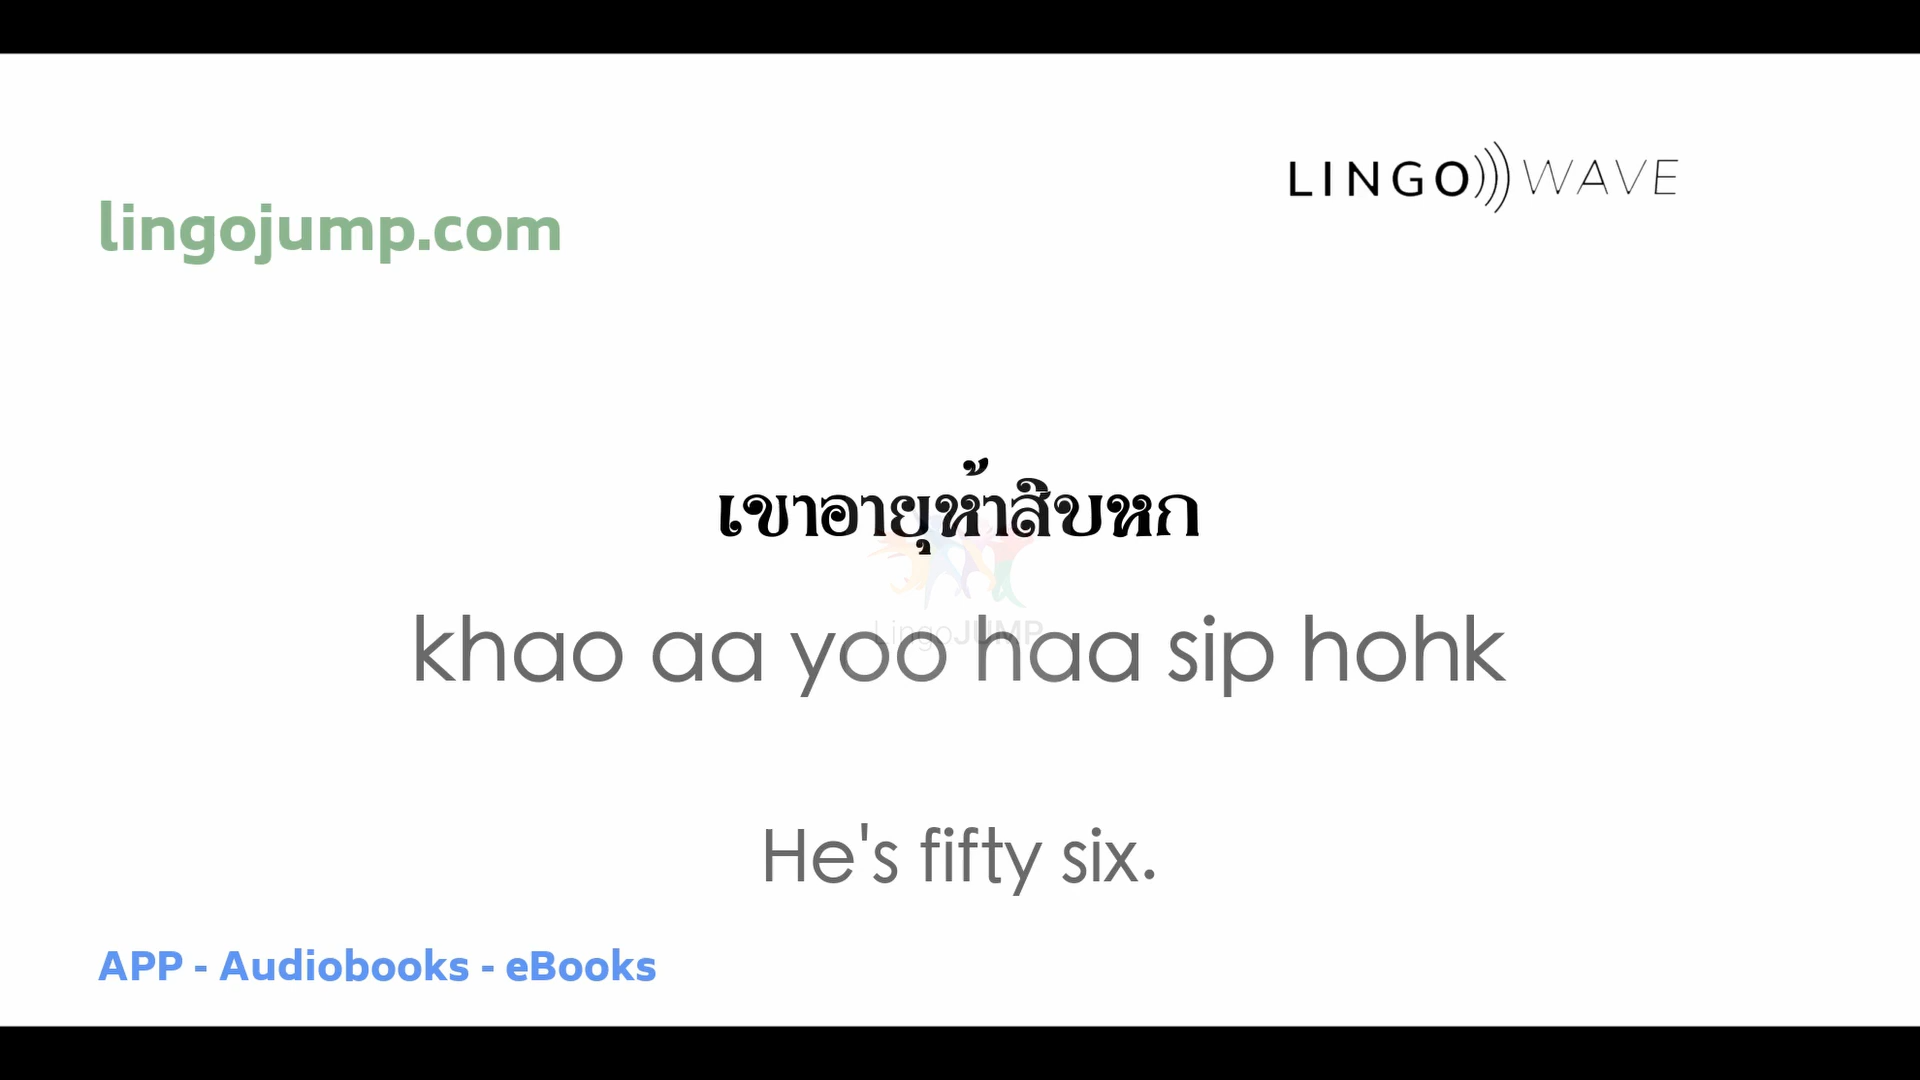 LINGO WAVE
lingojump.com
เขาอายุห้าสิบหก
khao aa yoo haa sip hohk
LingoJUMP
He's fifty six.
APP - Audiobooks - eBooks